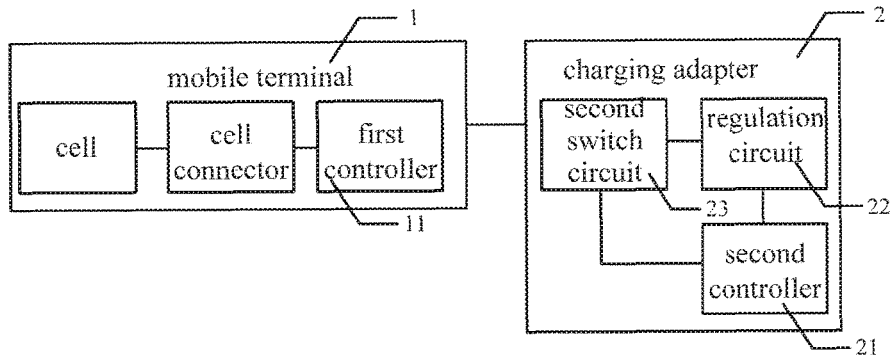 1
mobile terminal
cell
cell
connector
first
controller
11
2
charging adapter
second
switch
circuit
23
regulation
circuit
22
second
controller
21